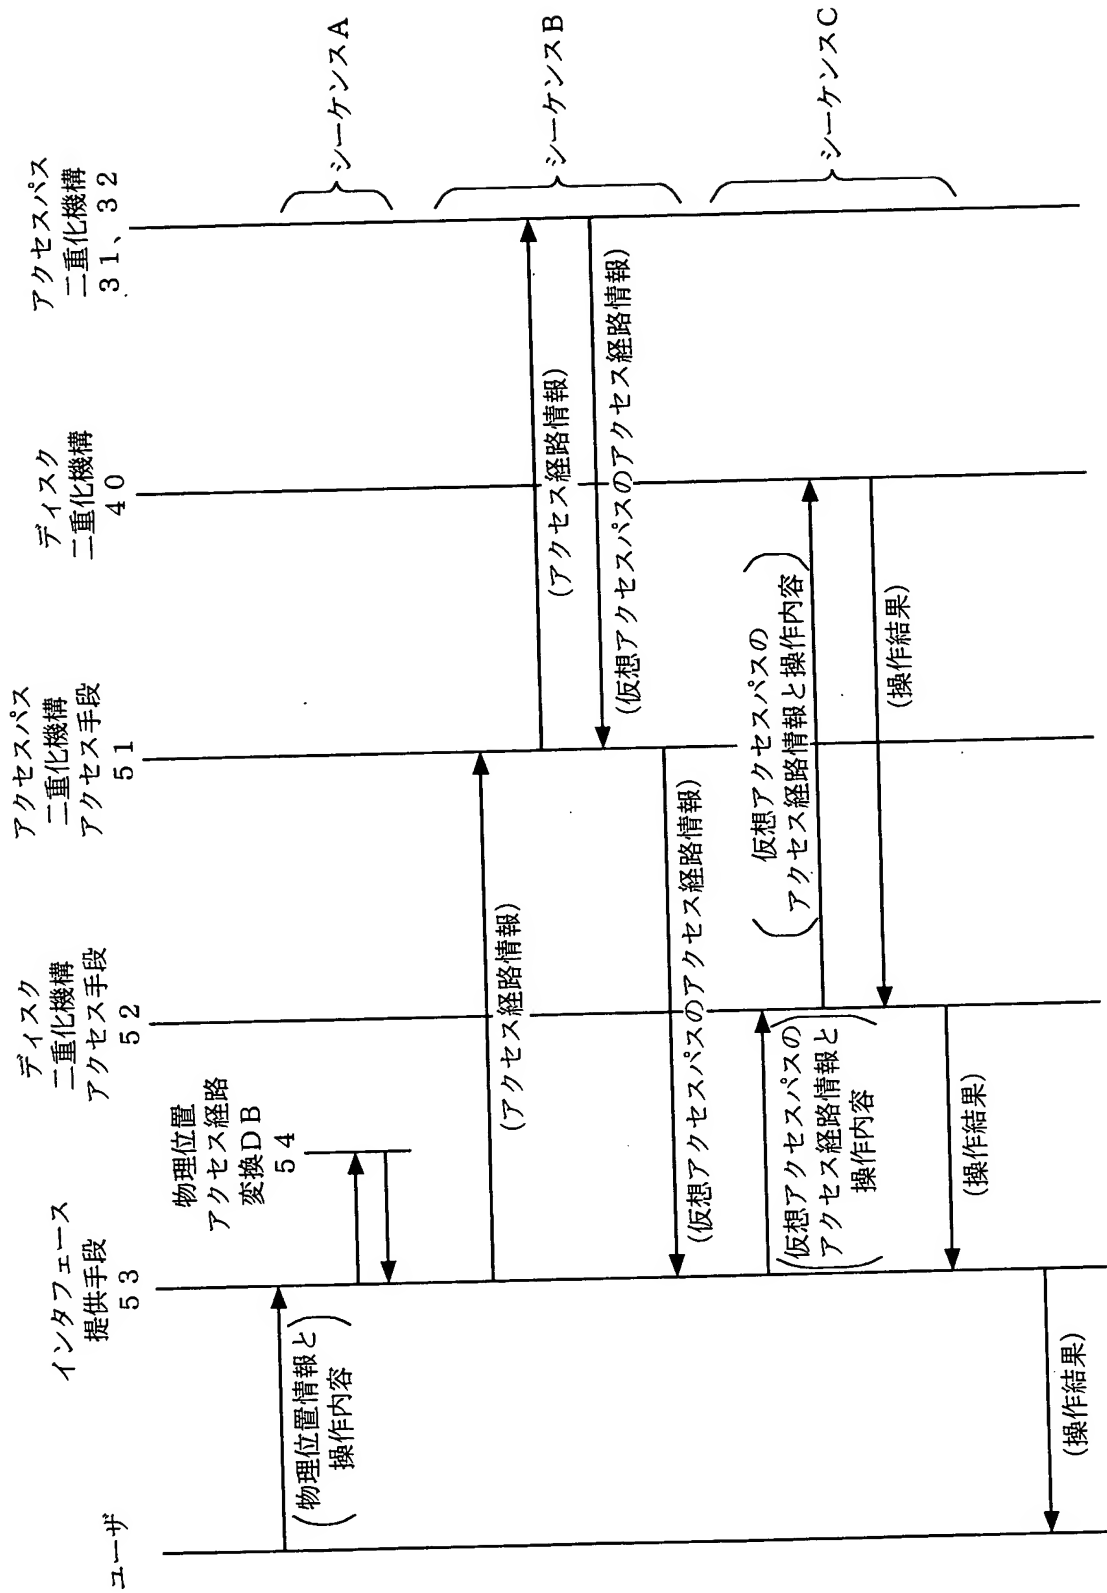 ユーザ
インタフェース
提供手段
５３
物理位置
アクセス経路
変換ＤＢ
５４
ディスク
二重化機構
アクセス手段
５２
アクセスパス
二重化機構
アクセス手段
５１
ディスク
二重化機構
４０
アクセスパス
二重化機構
３１、３２
(物理位置情報と
操作内容)
シーケンスＡ
(アクセス経路情報)
(アクセス経路情報)
(仮想アクセスパスのアクセス経路情報)
(仮想アクセスパスのアクセス経路情報)
シーケンスＢ
(仮想アクセスパスの
アクセス経路情報と
操作内容)
(仮想アクセスパスの
アクセス経路情報と操作内容)
(操作結果)
(操作結果)
シーケンスＣ
(操作結果)